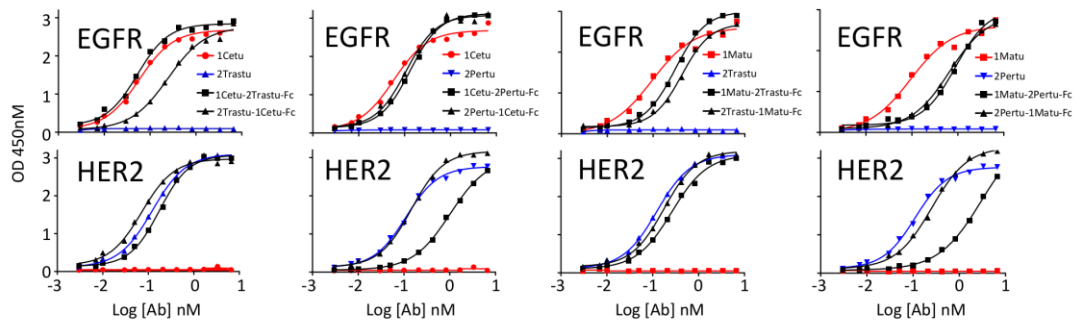 OD 450nM
3
2
1
0
EGFR
1Cetu
2Trastu
1Cetu-2Trastu-Fc
2Trastu-1Cetu-Fc
EGFR
1Cetu
2Pertu
1Cetu-2Pertu-Fc
2Pertu-1Cetu-Fc
EGFR
1Matu
2Trastu
1Matu-2Trastu-Fc
2Trastu-1Matu-Fc
EGFR
1Matu
2Pertu
1Matu-2Pertu-Fc
2Pertu-1Matu-Fc
3
2
1
0
HER2
HER2
HER2
HER2
-3 -2 -1 0 1
-3 -2 -1 0 1
-3 -2 -1 0 1
-3 -2 -1 0 1
Log [Ab] nM
Log [Ab] nM
Log [Ab] nM
Log [Ab] nM